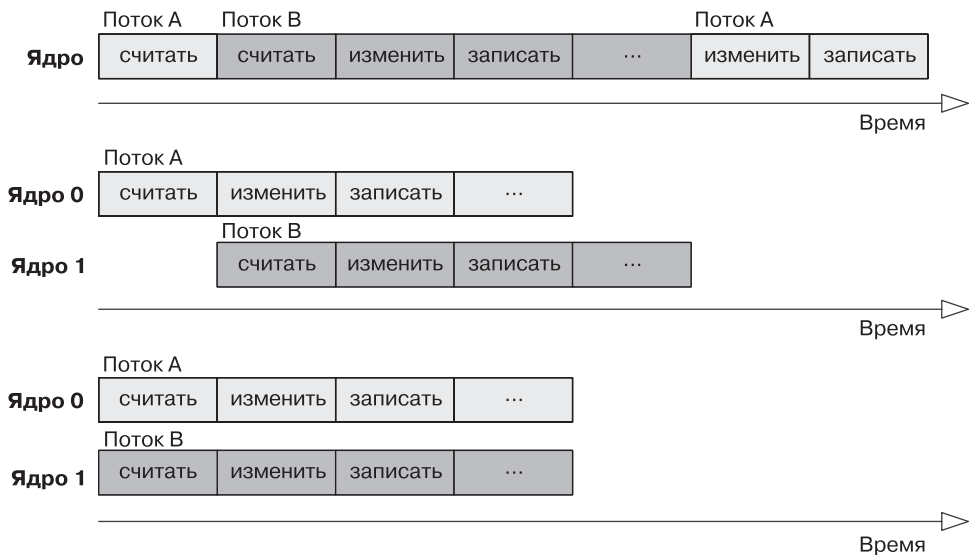 Поток A Поток B Поток A
Ядро считать считать изменить записать ... изменить записать
Время
Поток A
Ядро 0 считать изменить записать ...
Поток B
Ядро 1 считать изменить записать ...
Время
Поток A
Ядро 0 считать изменить записать ...
Поток B
Ядро 1 считать изменить записать ...
Время